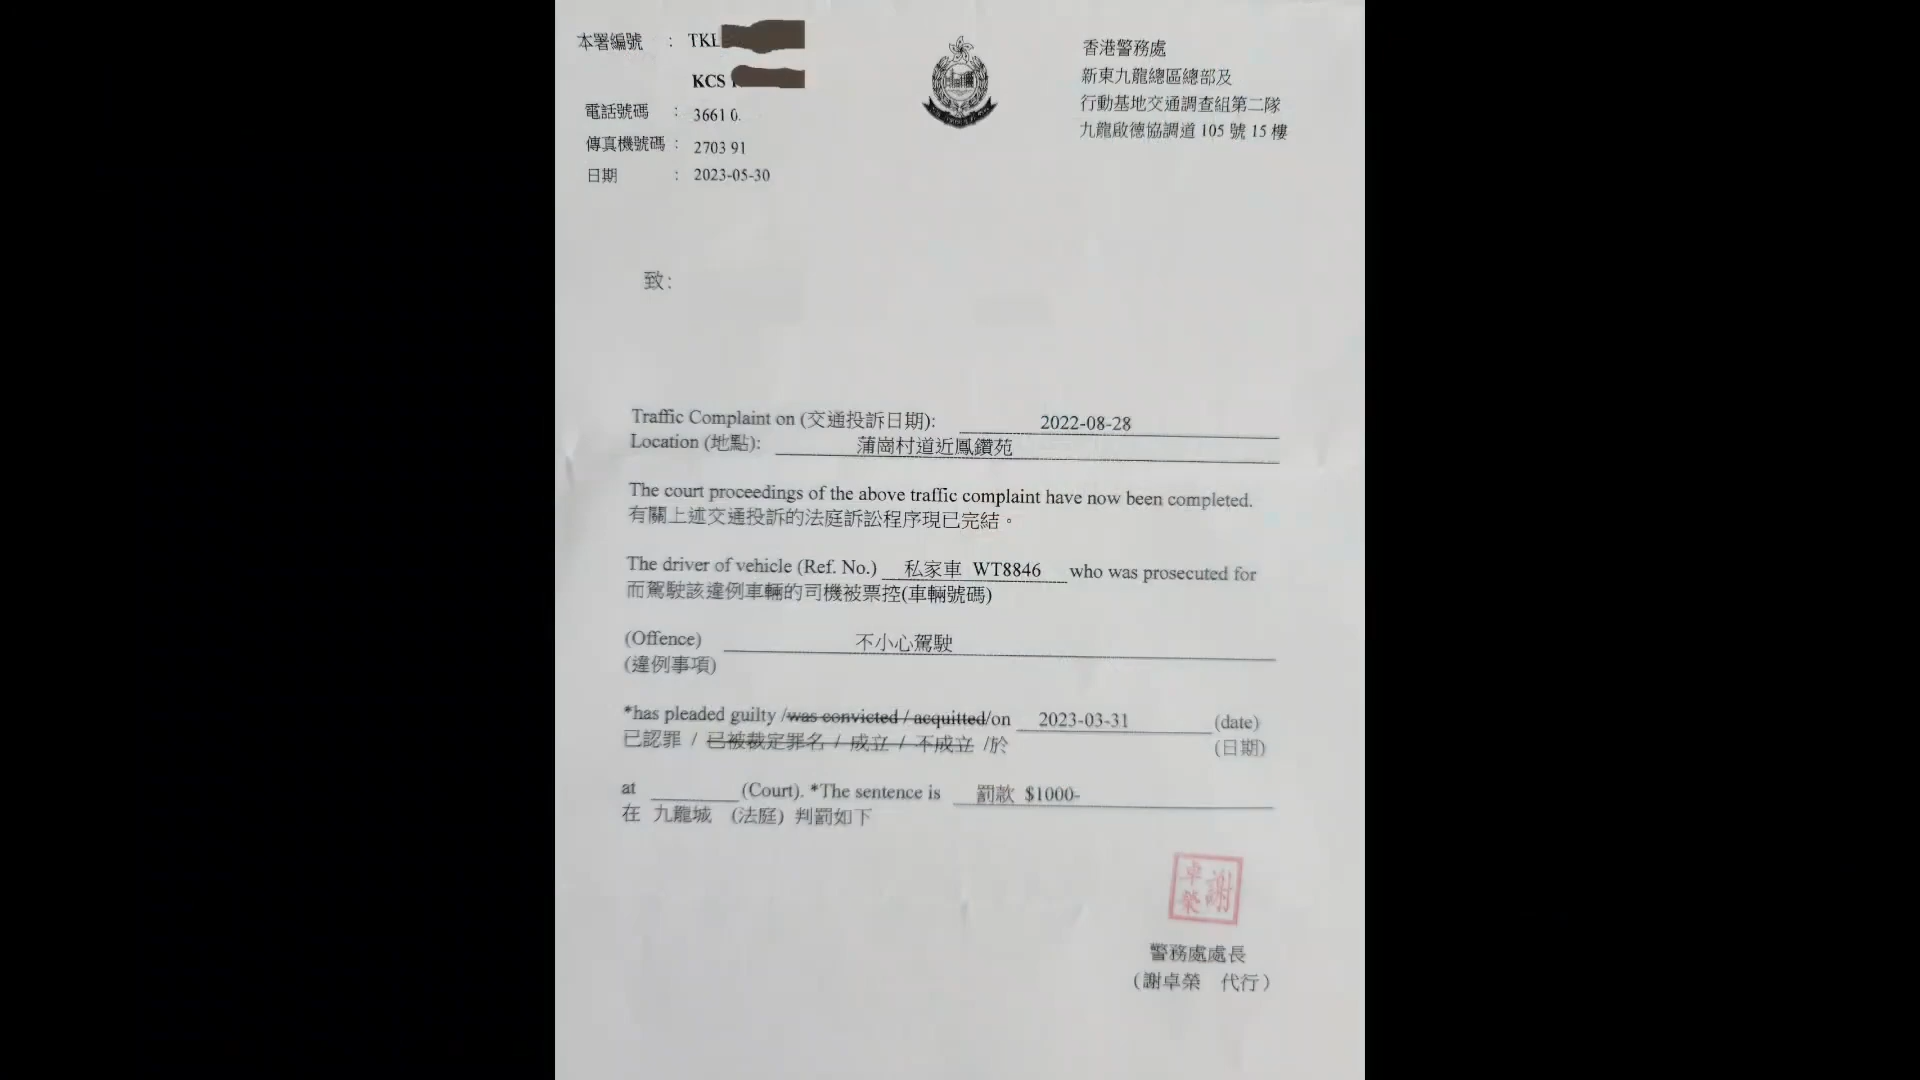 本署編號 : TKL
KCS
電話號碼 : 3661 0.
傳真機號碼 : 2703 91
日期 : 2023-05-30
香港警務處
新東九龍總區總部及
行動基地交通調查組第二隊
九龍啟德協調道 105 號 15 樓
致:
Traffic Complaint on (交通投訴日期): 2022-08-28
Location (地點): 蒲崗村道近鳳鑽苑
The court proceedings of the above traffic complaint have now been completed.
有關上述交通投訴的法庭訴訟程序現已完結。
The driver of vehicle (Ref. No.) 私家車 WT8846 who was prosecuted for
而駕駛該違例車輛的司機被票控(車輛號碼)
(Offence) 不小心駕駛
(違例事項)
*has pleaded guilty /was convicted / acquitted/on 2023-03-31 (date)
已認罪 / 已被裁定罪名 / 成立 / 不成立 /於 (日期)
at (Court). *The sentence is 罰款 $1000-
在 九龍城 (法庭) 判罰如下
謝卓榮
警務處處長
(謝卓榮 代行)